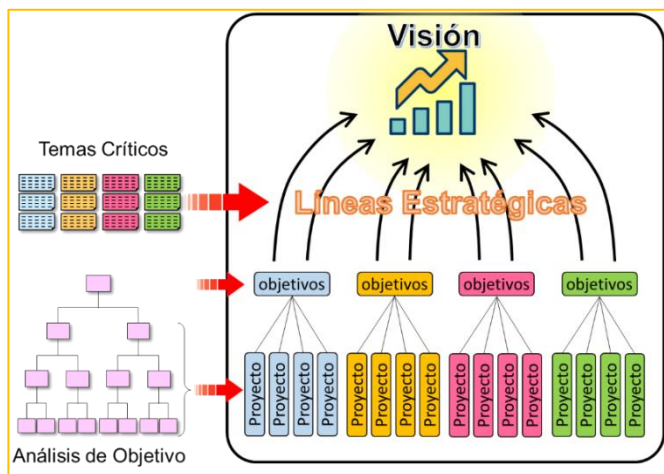 Visión
Temas Críticos
Líneas Estratégicas
objetivos objetivos objetivos objetivos
Proyecto Proyecto Proyecto Proyecto Proyecto Proyecto Proyecto Proyecto Proyecto Proyecto Proyecto Proyecto Proyecto Proyecto Proyecto Proyecto
Análisis de Objetivo